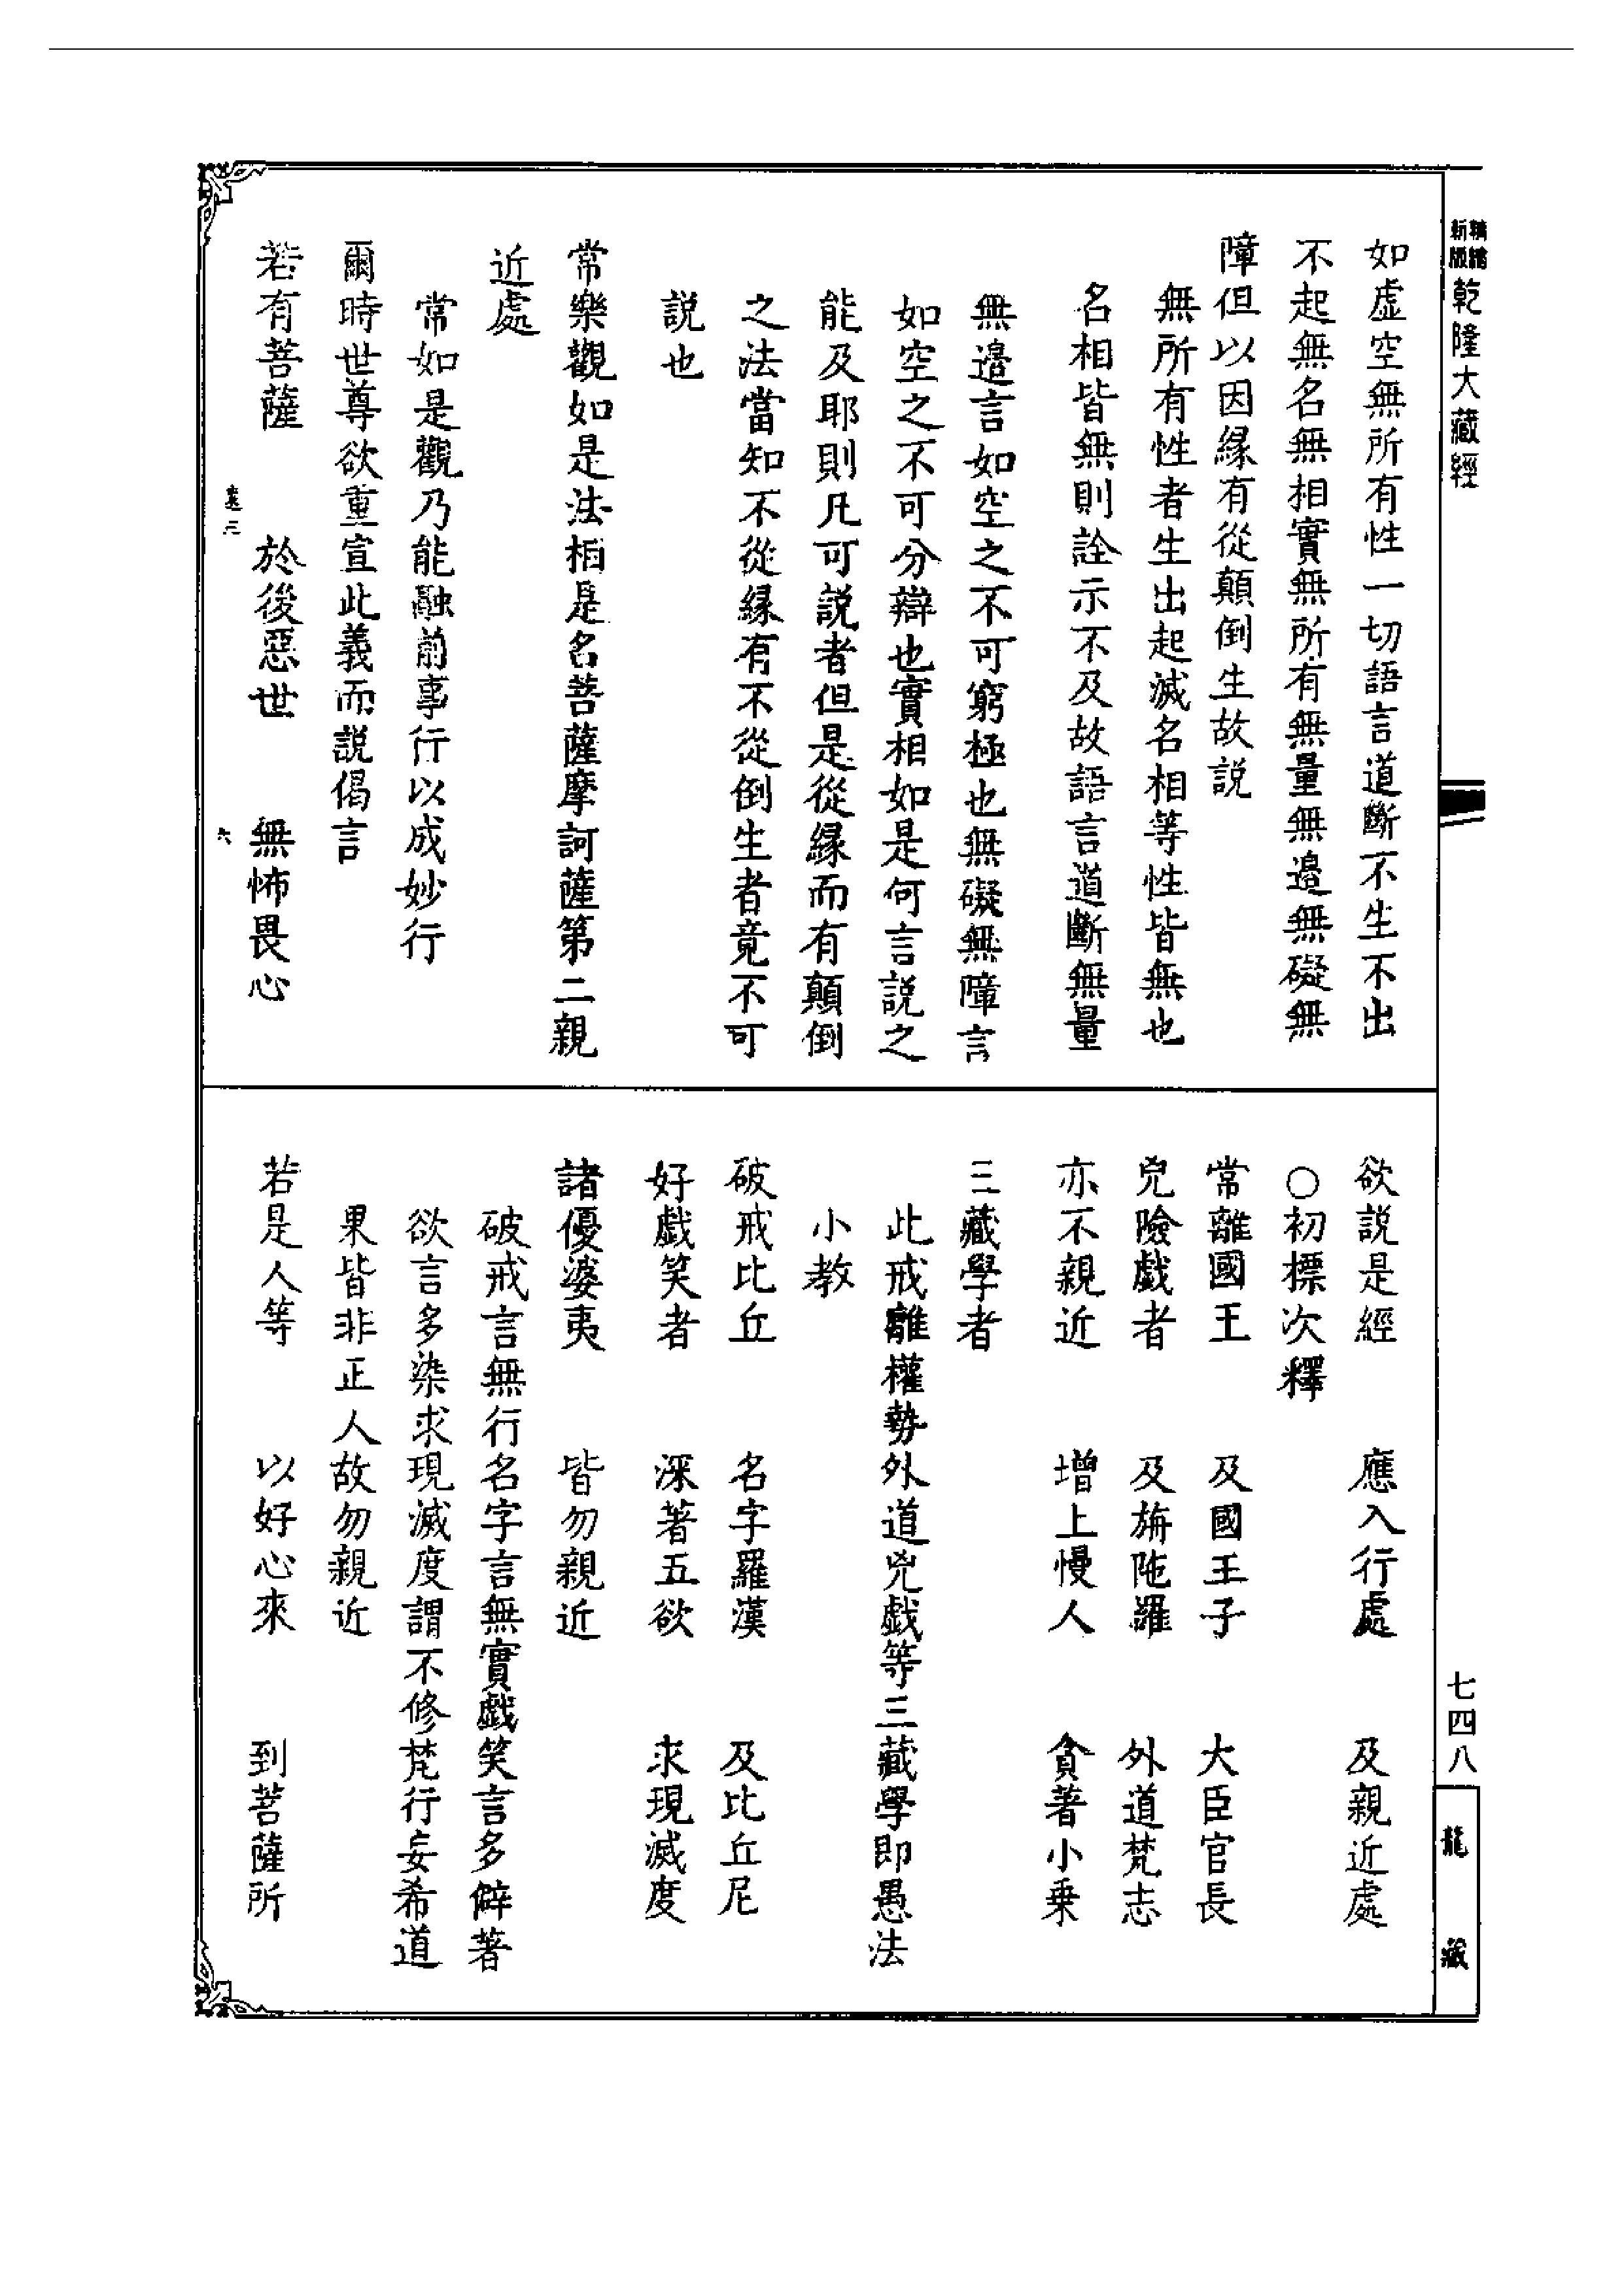 乾隆大藏經
如虛空無所有性一切語言道斷不生不出
不起無名無相實無所有無量無邊無礙無
障但以因緣有從顛倒生故說
無所有性者生出起滅名相等性皆無也
名相皆無則詮示不及故語言道斷無量
無邊言如空之不可窮極也無礙無障言
如空之不可分辯也實相如是何言說之
能及耶則凡可說者但是從緣而有顛倒
之法當知不從緣有不從倒生者竟不可
說也
常樂觀如是法相是名菩薩摩訶薩第二親
近處
常如是觀乃能融前事行以成妙行
爾時世尊欲重宣此義而說偈言
若有菩薩 於後惡世 無怖畏心
六
欲說是經 應入行處 及親近處
○初標次釋
常離國王 及國王子 大臣官長
兇險戲者 及旃陀羅 外道梵志
亦不親近 增上慢人 貪著小乘
三藏學者
此戒離權勢外道兇戲等三藏學即愚法
小教
破戒比丘 名字羅漢 及比丘尼
好戲笑者 深著五欲 求現滅度
諸優婆夷 皆勿親近
破戒言無行名字言無實戲笑言多僻著
欲言多染求現滅度謂不修梵行妄希道
果皆非正人故勿親近
若是人等 以好心來 到菩薩所
七四八
龍藏